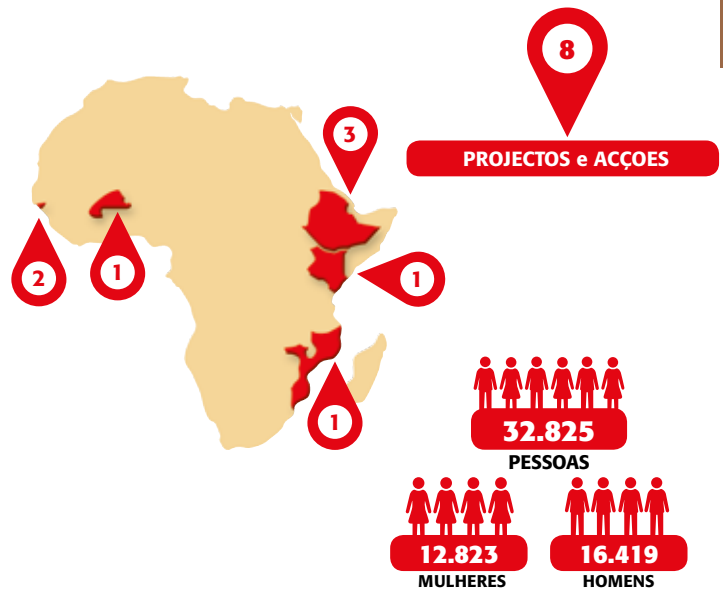 8
PROJECTOS e ACÇOES
3
2
1
1
1
32.825
PESSOAS
12.823
MULHERES
16.419
HOMENS